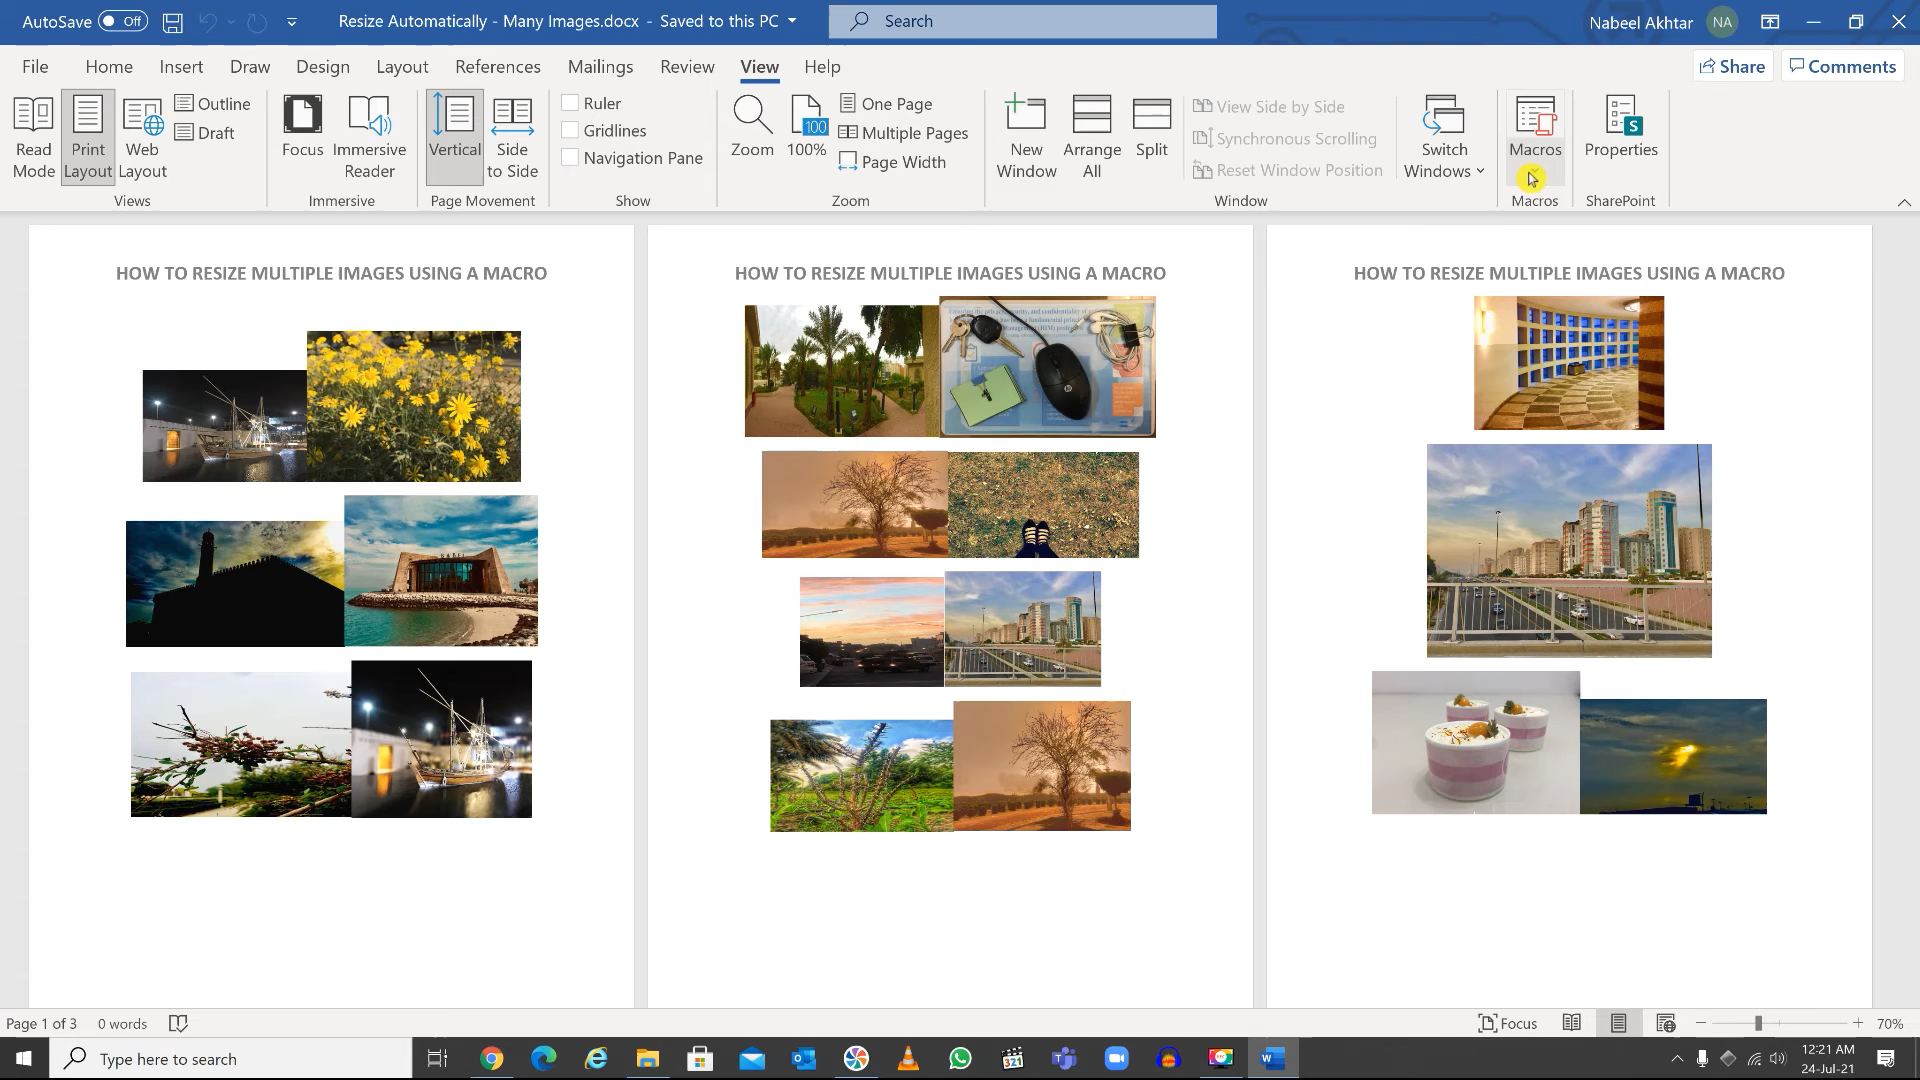 AutoSave Off
Resize Automatically - Many Images.docx - Saved to this PC
Search
Nabeel Akhtar NA
File Home Insert Draw Design Layout References Mailings Review View Help
Share Comments
Read Mode
Print Layout
Web Layout
Outline
Draft
Views
Focus
Immersive Reader
Immersive
Vertical
Side to Side
Page Movement
Ruler
Gridlines
Navigation Pane
Show
Zoom
100
100%
One Page
Multiple Pages
Page Width
Zoom
New Window
Arrange All
Split
View Side by Side
Synchronous Scrolling
Reset Window Position
Switch Windows
Window
Macros
Macros
S
Properties
SharePoint
HOW TO RESIZE MULTIPLE IMAGES USING A MACRO
HOW TO RESIZE MULTIPLE IMAGES USING A MACRO
HOW TO RESIZE MULTIPLE IMAGES USING A MACRO
Page 1 of 3 0 words
Focus
70%
Type here to search
321
W
12:21 AM
24-Jul-21